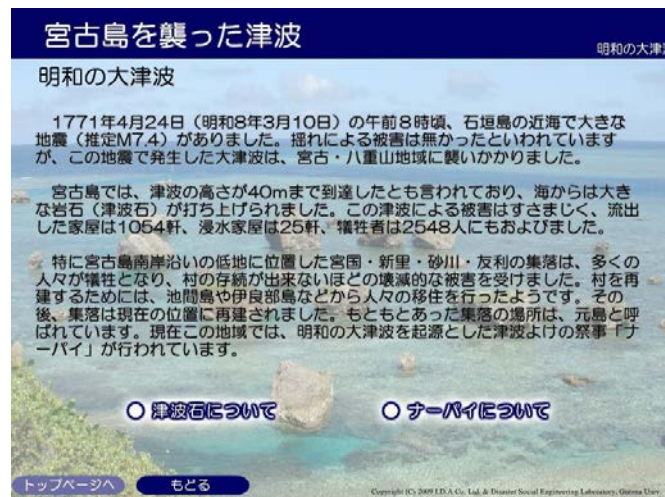 宮古島を襲った津波
明和の大津波
明和の大津波
1771年4月24日（明和8年3月10日）の午前8時頃、石垣島の近海で大きな
地震（推定M7.4）がありました。揺れによる被害は無かったといわれています
が、この地震で発生した大津波は、宮古・八重山地域に襲いかかりました。
宮古島では、津波の高さが40mまで到達したとも言われており、海からは大き
な岩石（津波石）が打ち上げられました。この津波による被害はすさまじく、流出
した家屋は1054軒、浸水家屋は25軒、犠牲者は2548人にもおよびました。
特に宮古島南岸沿いの低地に位置した宮国・新里・砂川・友利の集落は、多くの
人々が犠牲となり、村の存続が出来ないほどの壊滅的な被害を受けました。村を再
建するためには、池間島や伊良部島などから人々の移住を行ったようです。その
後、集落は現在の位置に再建されました。もともとあった集落の場所は、元島と呼
ばれています。現在この地域では、明和の大津波を起源とした津波よけの祭事「ナ
ーパイ」が行われています。
津波石について
ナーパイについて
トップページへ
もどる
Copyright (C) 2009 I.D.A Co. Ltd. & Disaster Social Engineering Laboratory, Gunma Univ.